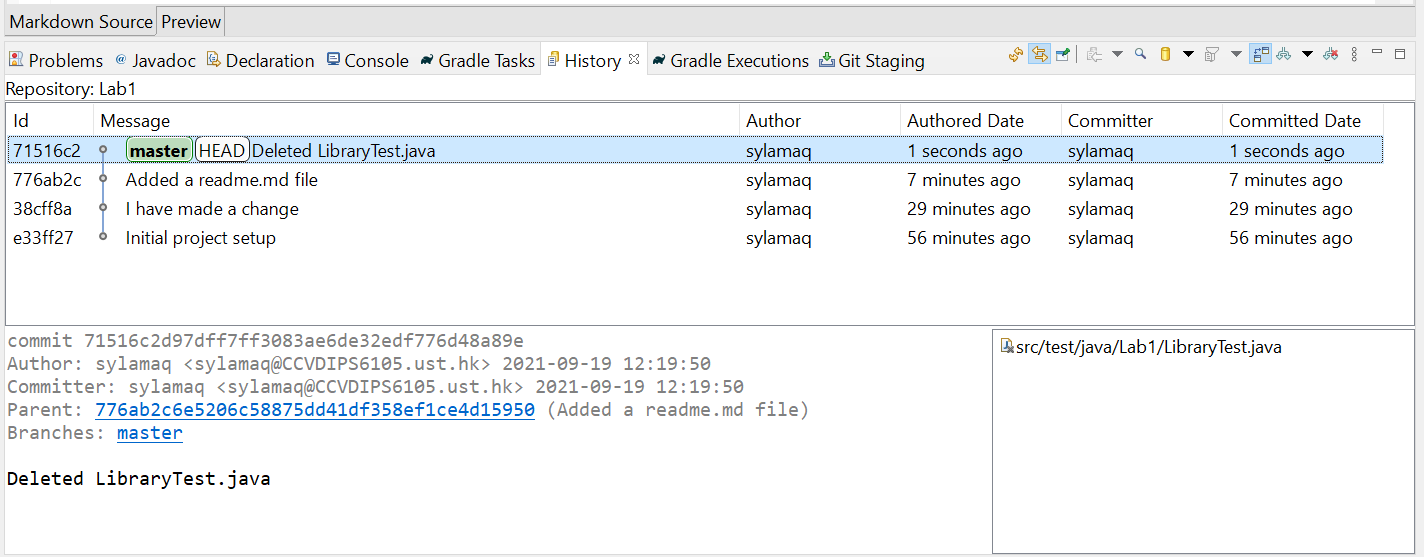 Markdown Source Preview
Problems @ Javadoc Declaration Console Gradle Tasks History Gradle Executions Git Staging
Repository: Lab1
Id Message Author Authored Date Committer Committed Date
71516c2 master HEAD Deleted LibraryTest.java sylamaq 1 seconds ago sylamaq 1 seconds ago
776ab2c Added a readme.md file sylamaq 7 minutes ago sylamaq 7 minutes ago
38cff8a I have made a change sylamaq 29 minutes ago sylamaq 29 minutes ago
e33ff27 Initial project setup sylamaq 56 minutes ago sylamaq 56 minutes ago
commit 71516c2d97dff7ff3083ae6de32edf776d48a89e
Author: sylamaq <sylamaq@CCVDIPS6105.ust.hk> 2021-09-19 12:19:50
Committer: sylamaq <sylamaq@CCVDIPS6105.ust.hk> 2021-09-19 12:19:50
Parent: 776ab2c6e5206c58875dd41df358ef1ce4d15950 (Added a readme.md file)
Branches: master
Deleted LibraryTest.java
src/test/java/Lab1/LibraryTest.java